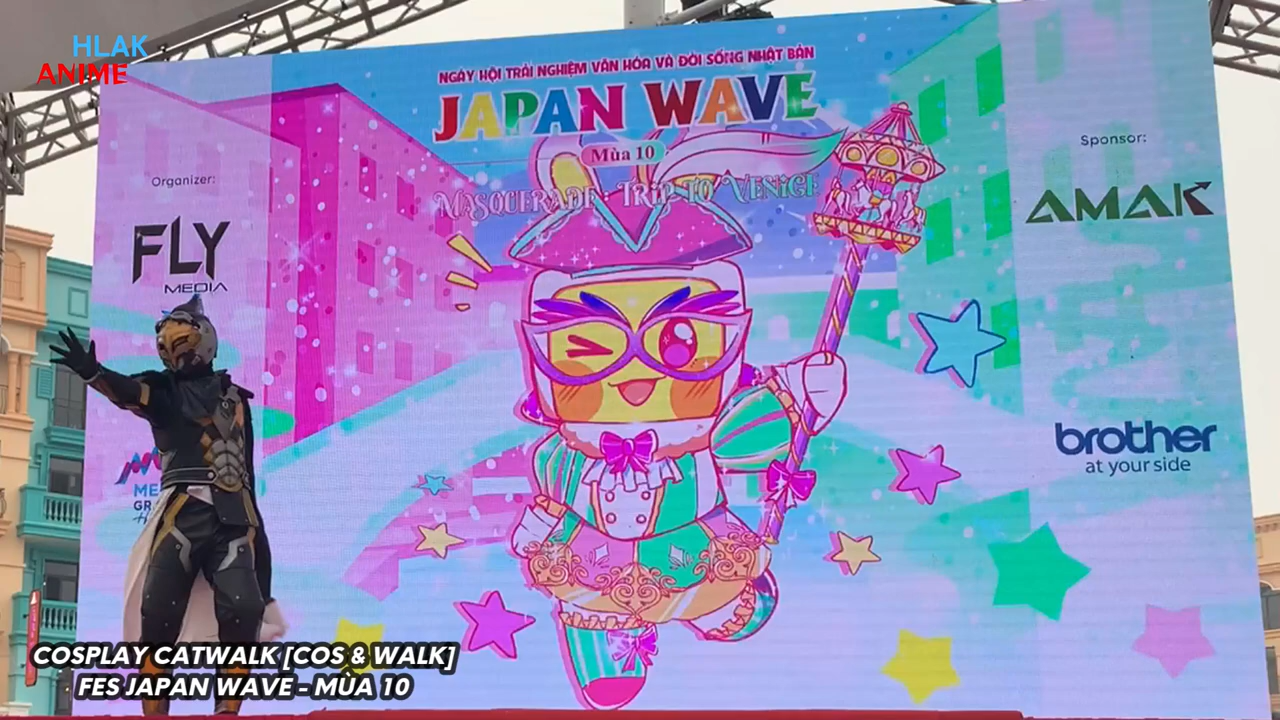 HLAK
ANIME
NGÀY HỘI TRẢI NGHIỆM VĂN HÓA VÀ ĐỜI SỐNG NHẬT BẢN
JAPAN WAVE
Mùa 10
MASQUERADE: TRIP TO VENICE
Organizer:
FLY
MEDIA
Sponsor:
AMAK
brother
at your side
ME
GR
COSPLAY CATWALK [COS & WALK]
FES JAPAN WAVE - MÙA 10